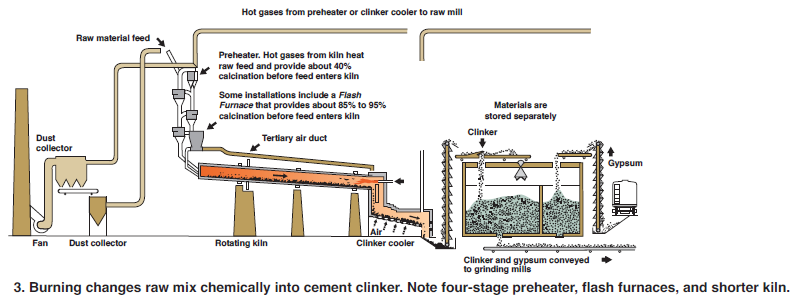 Hot gases from preheater or clinker cooler to raw mill
Raw material feed
Preheater. Hot gases from kiln heat
raw feed and provide about 40%
calcination before feed enters kiln
Some installations include a Flash
Furnace that provides about 85% to 95%
calcination before feed enters kiln
Materials are
stored separately
Dust
collector
Tertiary air duct
Clinker
Gypsum
Air
Fan
Dust collector
Rotating kiln
Clinker cooler
Clinker and gypsum conveyed
to grinding mills
3. Burning changes raw mix chemically into cement clinker. Note four-stage preheater, flash furnaces, and shorter kiln.